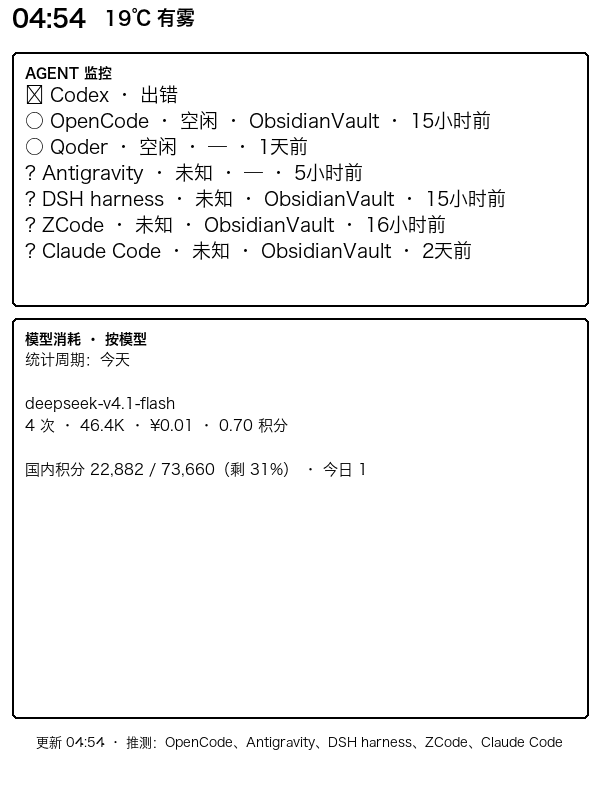 04:54 19℃ 有雾
AGENT 监控
☒ Codex · 出错
○ OpenCode · 空闲 · ObsidianVault · 15小时前
○ Qoder · 空闲 · — · 1天前
? Antigravity · 未知 · — · 5小时前
? DSH harness · 未知 · ObsidianVault · 15小时前
? ZCode · 未知 · ObsidianVault · 16小时前
? Claude Code · 未知 · ObsidianVault · 2天前
模型消耗 · 按模型
统计周期：今天
deepseek-v4.1-flash
4 次 · 46.4K · ¥0.01 · 0.70 积分
国内积分 22,882 / 73,660（剩 31%） · 今日 1
更新 04:54 · 推测：OpenCode、Antigravity、DSH harness、ZCode、Claude Code